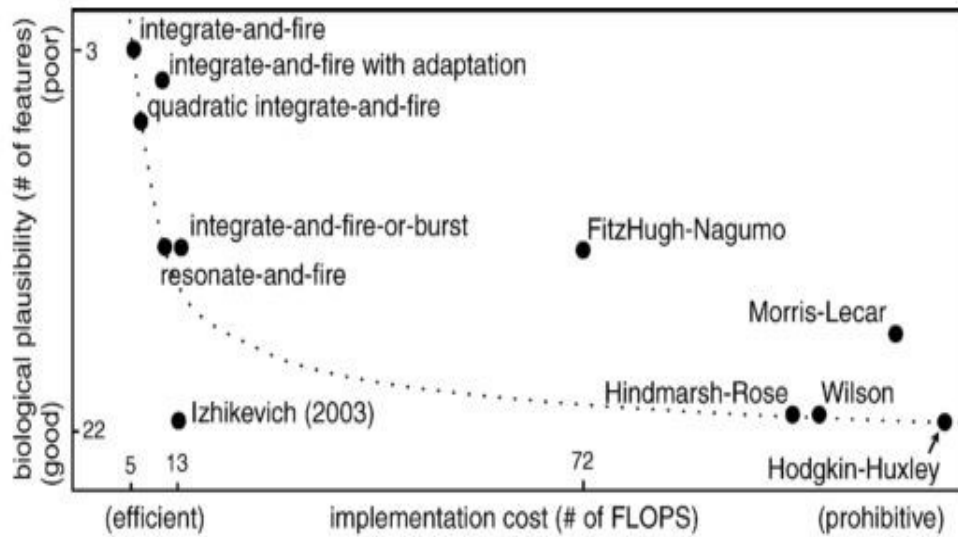 biological plausibility (# of features)
(poor)
(good)
3
22
integrate-and-fire
integrate-and-fire with adaptation
quadratic integrate-and-fire
integrate-and-fire-or-burst
resonate-and-fire
FitzHugh-Nagumo
Morris-Lecar
Hindmarsh-Rose
Wilson
Izhikevich (2003)
Hodgkin-Huxley
5
13
72
(efficient)
implementation cost (# of FLOPS)
(prohibitive)